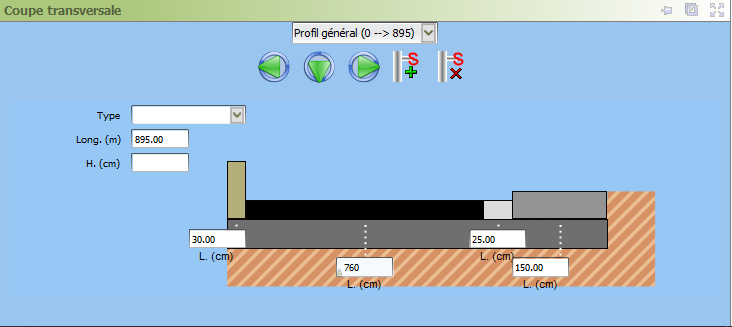 Coupe transversale
Profil général (0 --> 895)
S
S
Type
Long. (m)
895.00
H. (cm)
30.00
25.00
L. (cm)
L. (cm)
760
150.00
L. (cm)
L. (cm)